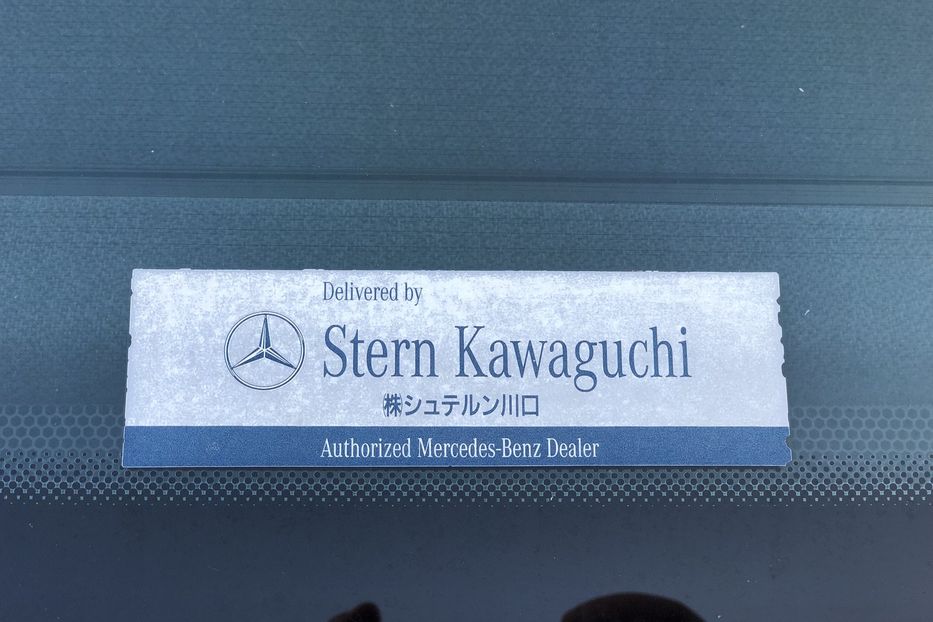 Delivered by
Stern Kawaguchi
㈱シュテルン川口
Authorized Mercedes-Benz Dealer